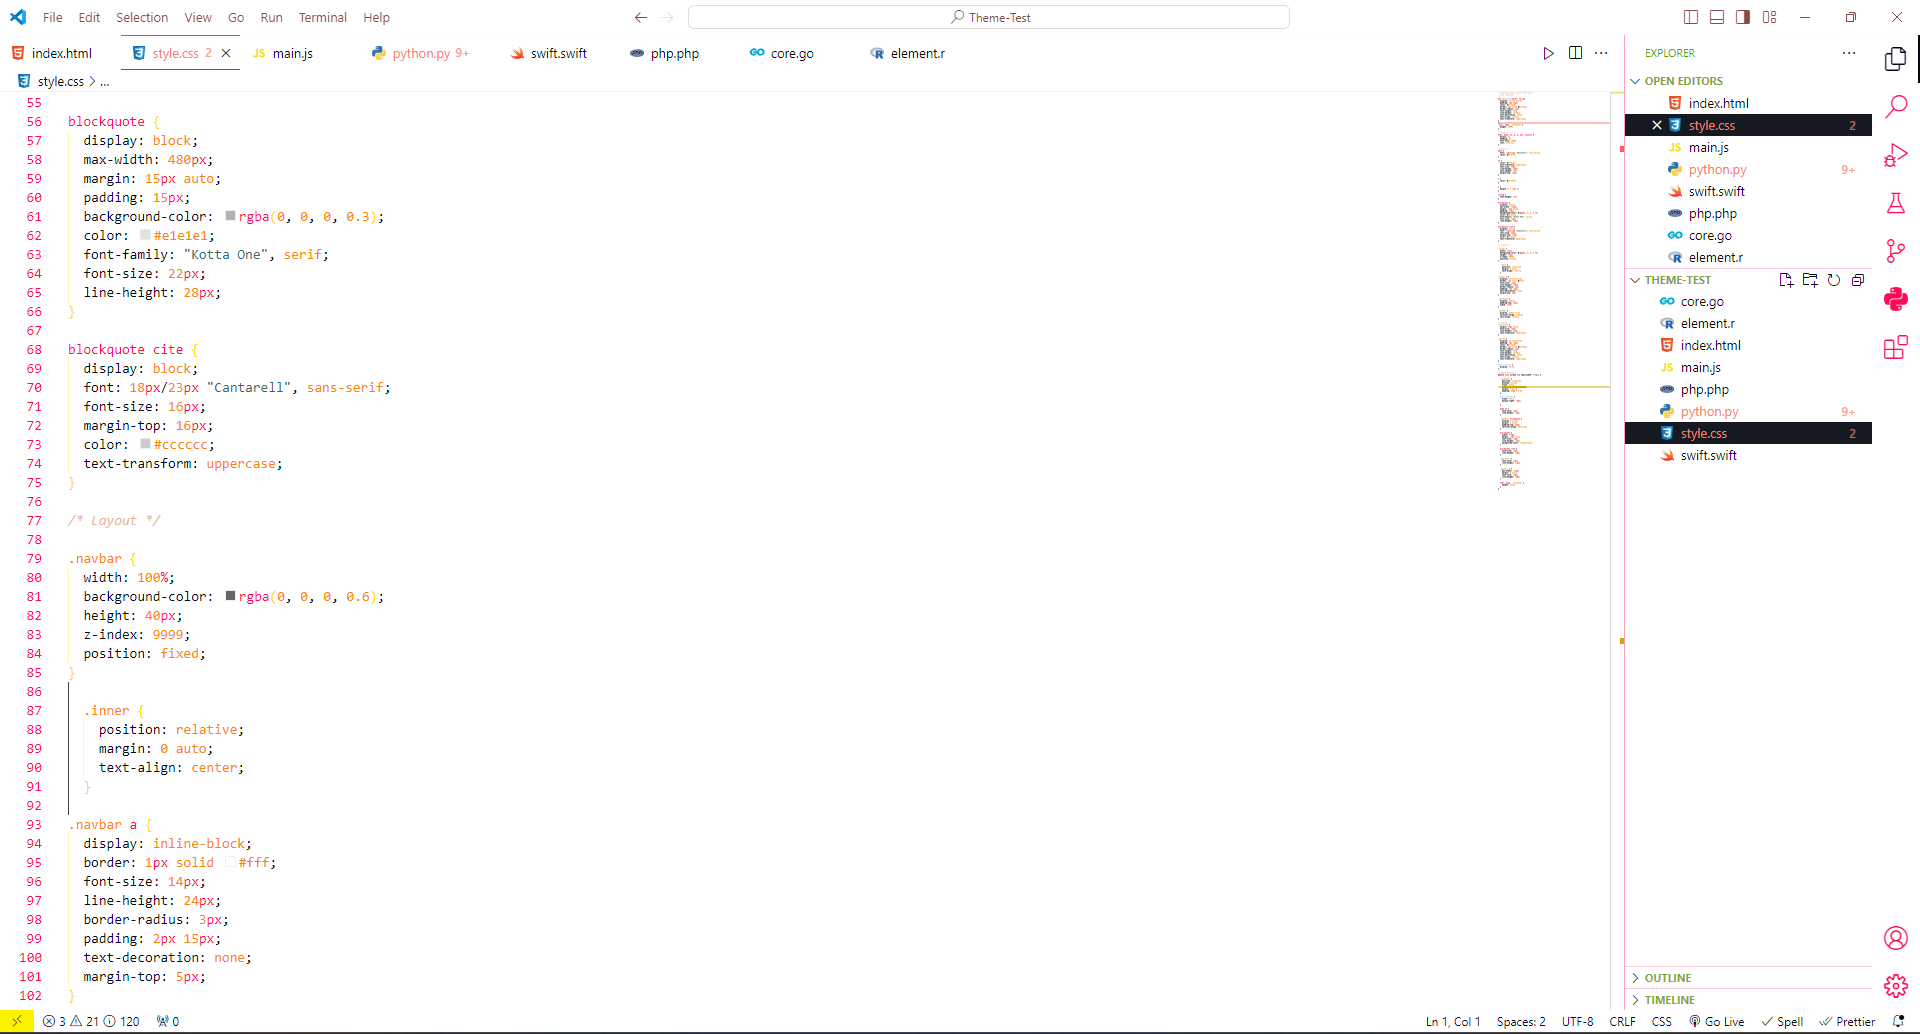 File Edit Selection View Go Run Terminal Help
Theme-Test
index.html
style.css 2
JS main.js
python.py 9+
swift.swift
php.php
core.go
element.r
style.css > ...
55
56 blockquote {
57 display: block;
58 max-width: 480px;
59 margin: 15px auto;
60 padding: 15px;
61 background-color: rgba(0, 0, 0, 0.3);
62 color: #e1e1e1;
63 font-family: "Kotta One", serif;
64 font-size: 22px;
65 line-height: 28px;
66 }
67
68 blockquote cite {
69 display: block;
70 font: 18px/23px "Cantarell", sans-serif;
71 font-size: 16px;
72 margin-top: 16px;
73 color: #cccccc;
74 text-transform: uppercase;
75 }
76
77 /* Layout */
78
79 .navbar {
80 width: 100%;
81 background-color: rgba(0, 0, 0, 0.6);
82 height: 40px;
83 z-index: 9999;
84 position: fixed;
85 }
86
87 .inner {
88 position: relative;
89 margin: 0 auto;
90 text-align: center;
91 }
92
93 .navbar a {
94 display: inline-block;
95 border: 1px solid #fff;
96 font-size: 14px;
97 line-height: 24px;
98 border-radius: 3px;
99 padding: 2px 15px;
100 text-decoration: none;
101 margin-top: 5px;
102 }
EXPLORER
OPEN EDITORS
index.html
style.css 2
JS main.js
python.py 9+
swift.swift
php.php
core.go
element.r
THEME-TEST
core.go
element.r
index.html
JS main.js
php.php
python.py 9+
style.css 2
swift.swift
OUTLINE
TIMELINE
3 21 120 0
Ln 1, Col 1 Spaces: 2 UTF-8 CRLF CSS Go Live Spell Prettier